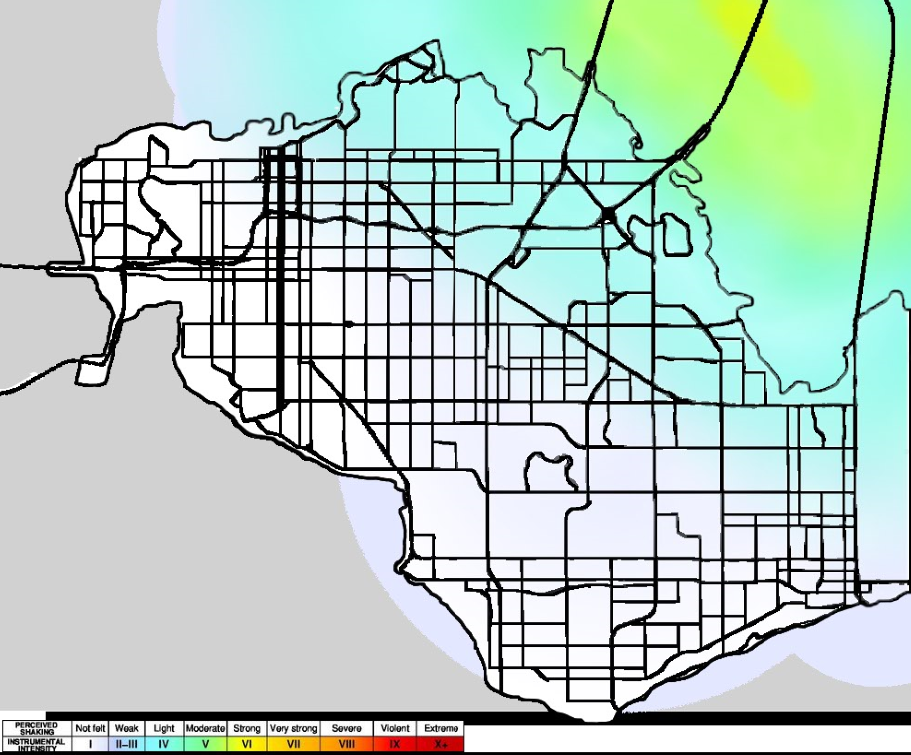 PERCEIVED SHAKING Not felt Weak Light Moderate Strong Very strong Severe Violent Extreme
INSTRUMENTAL INTENSITY I II-III IV V VI VII VIII IX X+